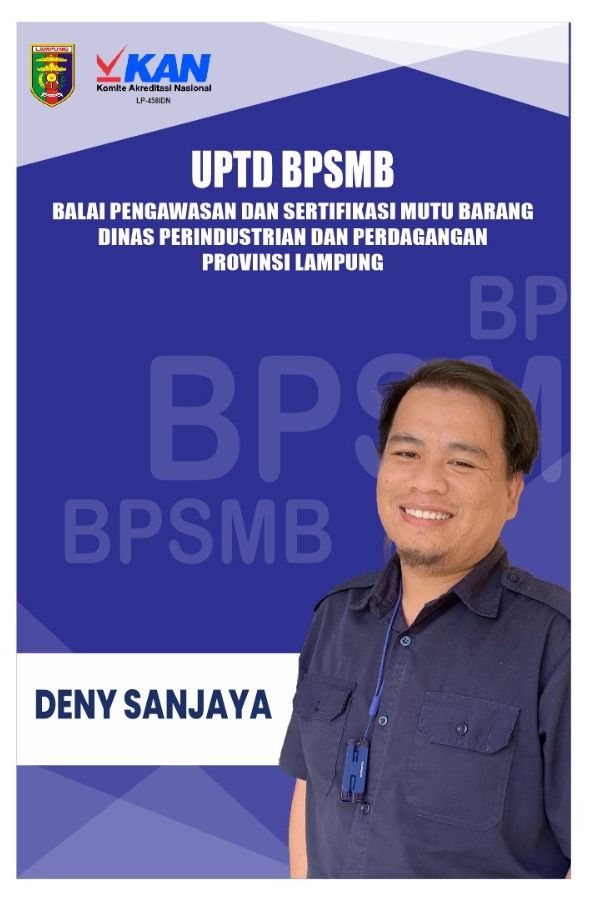 LAMPUNG
KAN
Komite Akreditasi Nasional
LP-458IDN
UPTD BPSMB
BALAI PENGAWASAN DAN SERTIFIKASI MUTU BARANG
DINAS PERINDUSTRIAN DAN PERDAGANGAN
PROVINSI LAMPUNG
BP
BPSM
BPSMB
DENY SANJAYA